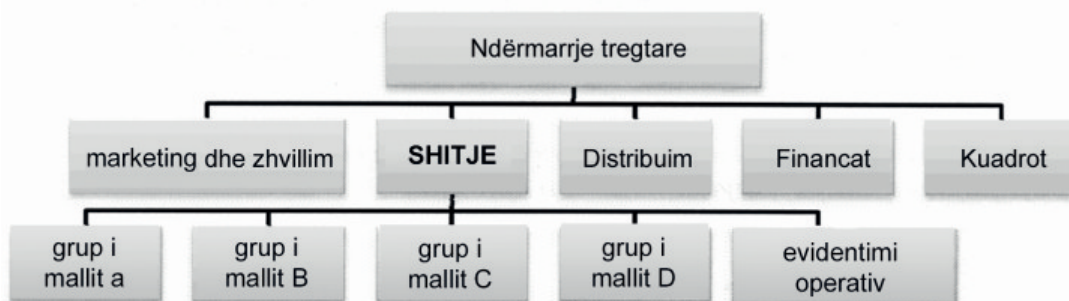 Ndërmarrje tregtare
marketing dhe zhvillim
SHITJE
Distribuim
Financat
Kuadrot
grup i
mallit a
grup i
mallit B
grup i
mallit C
grup i
mallit D
evidentimi
operativ